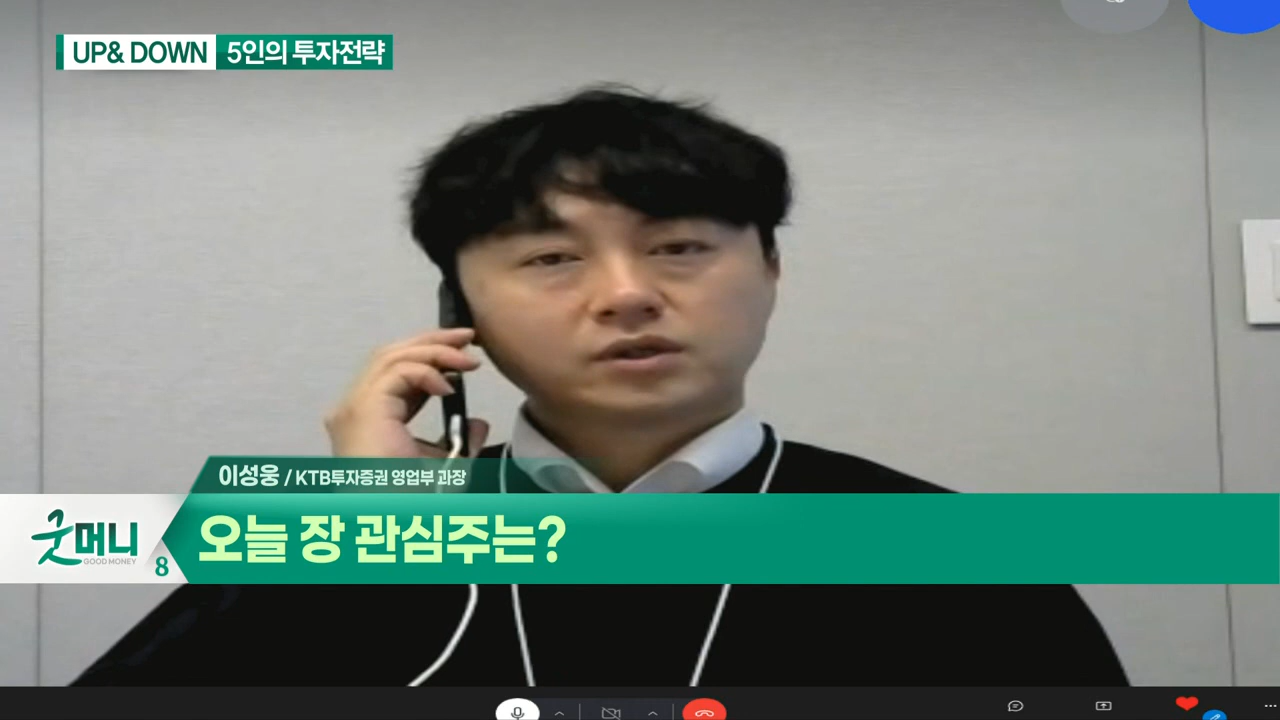 UP& DOWN 5인의 투자전략
이성웅 / KTB투자증권 영업부 과장
굿머니
GOOD MONEY
8
오늘 장 관심주는?